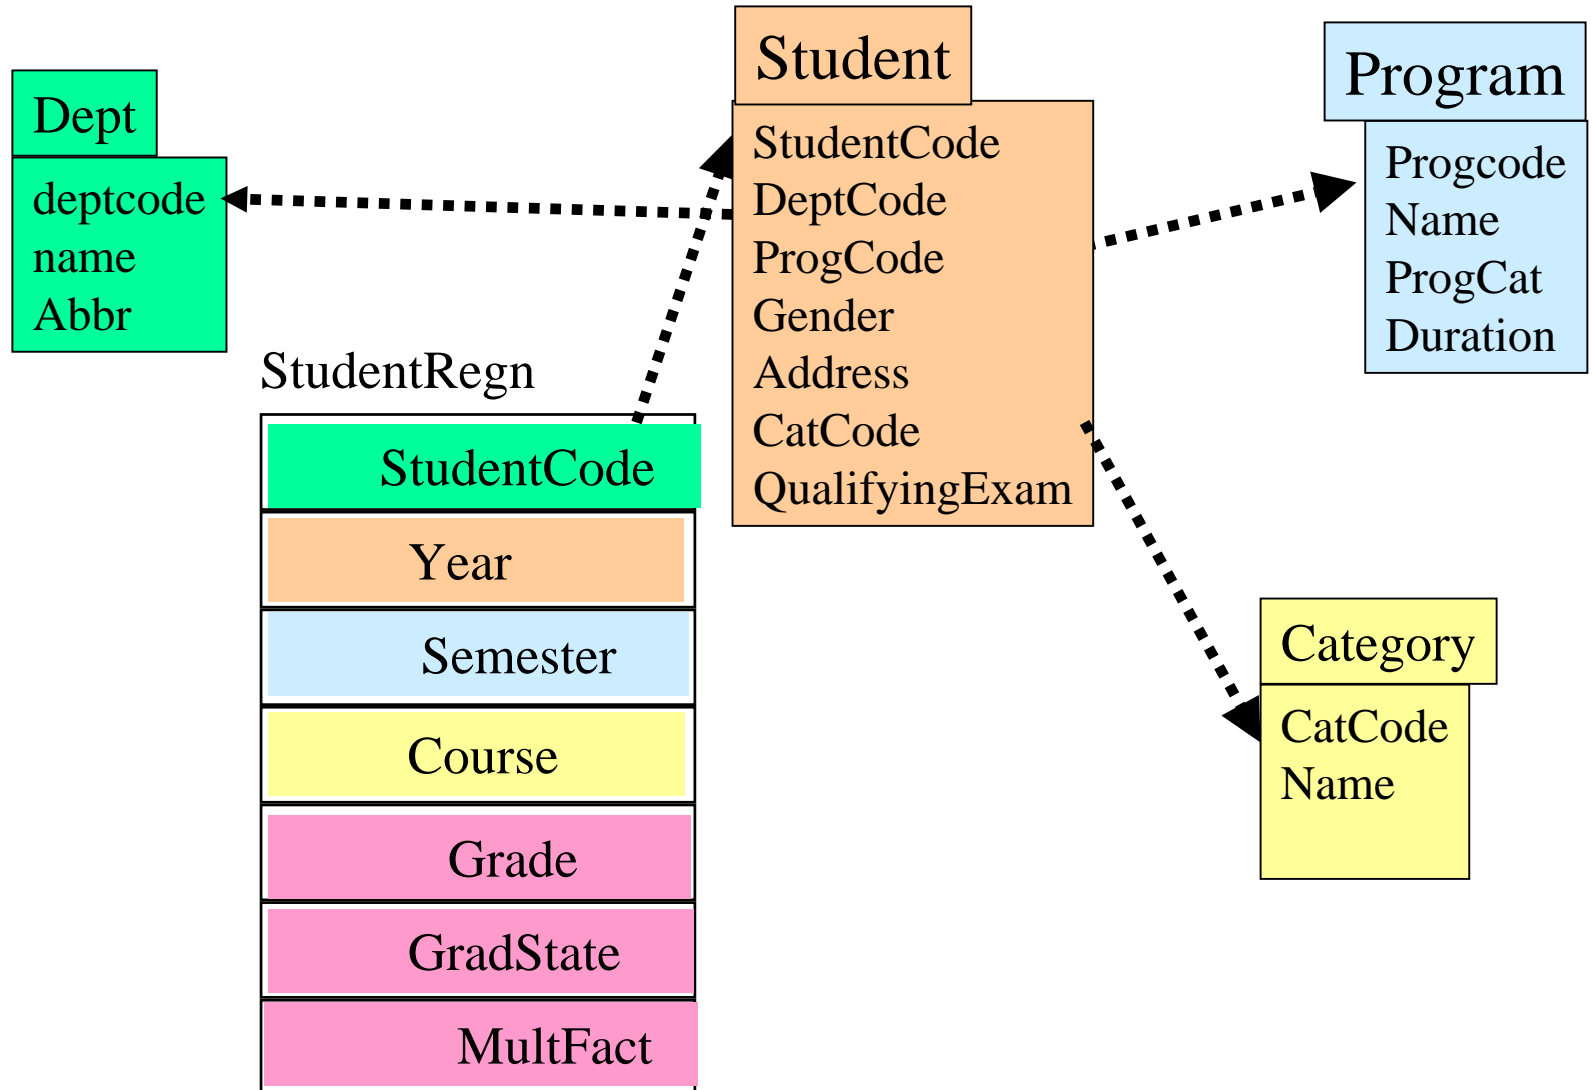 Dept
deptcode
name
Abbr
Student
StudentCode
DeptCode
ProgCode
Gender
Address
CatCode
QualifyingExam
Program
Progcode
Name
ProgCat
Duration
StudentRegn
StudentCode
Year
Semester
Course
Grade
GradState
MultFact
Category
CatCode
Name